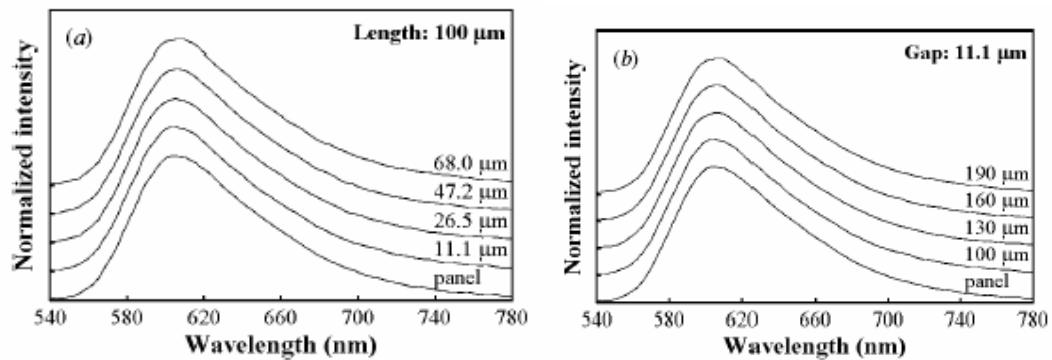 (a)
Length: 100 μm
Normalized intensity
68.0 μm
47.2 μm
26.5 μm
11.1 μm
panel
540 580 620 660 700 740 780
Wavelength (nm)
(b)
Gap: 11.1 μm
Normalized intensity
190 μm
160 μm
130 μm
100 μm
panel
540 580 620 660 700 740 780
Wavelength (nm)